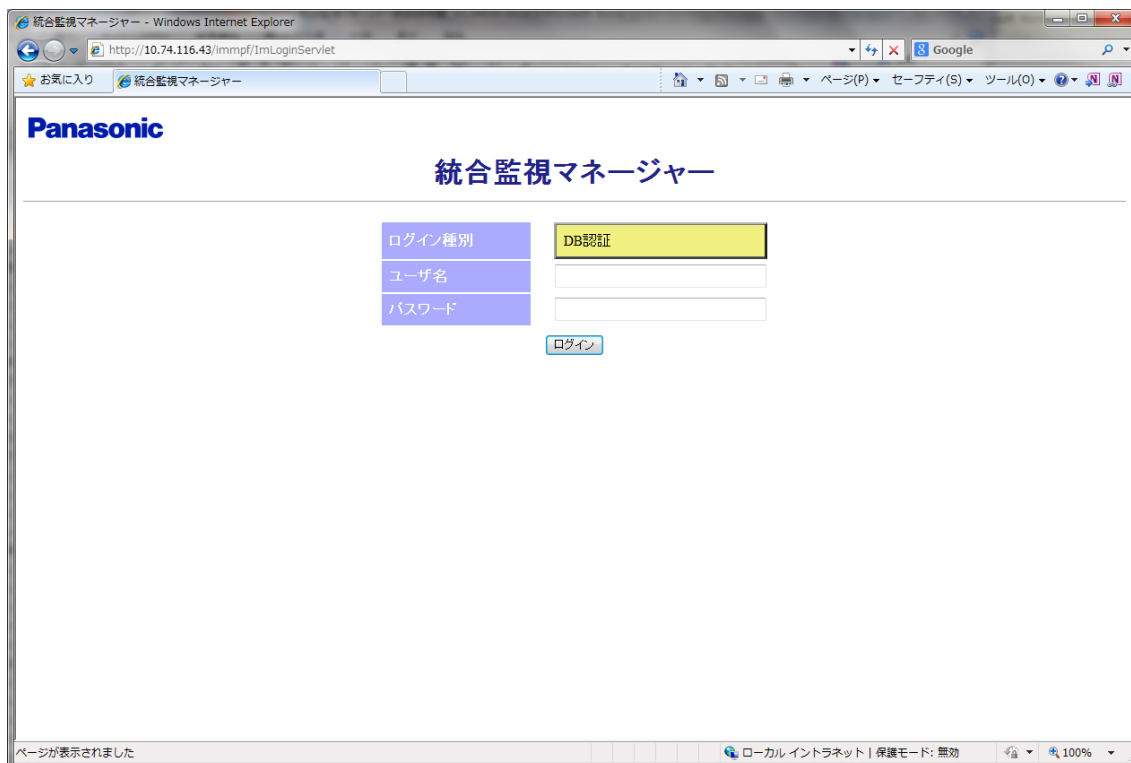 統合監視マネージャー - Windows Internet Explorer
http://10.74.116.43/immpf/ImLoginServlet
Google
お気に入り
統合監視マネージャー
ページ(P)
セーフティ(S)
ツール(O)
Panasonic
統合監視マネージャー
ログイン種別
DB認証
ユーザ名
パスワード
ログイン
ページが表示されました
ローカル イントラネット | 保護モード: 無効
100%